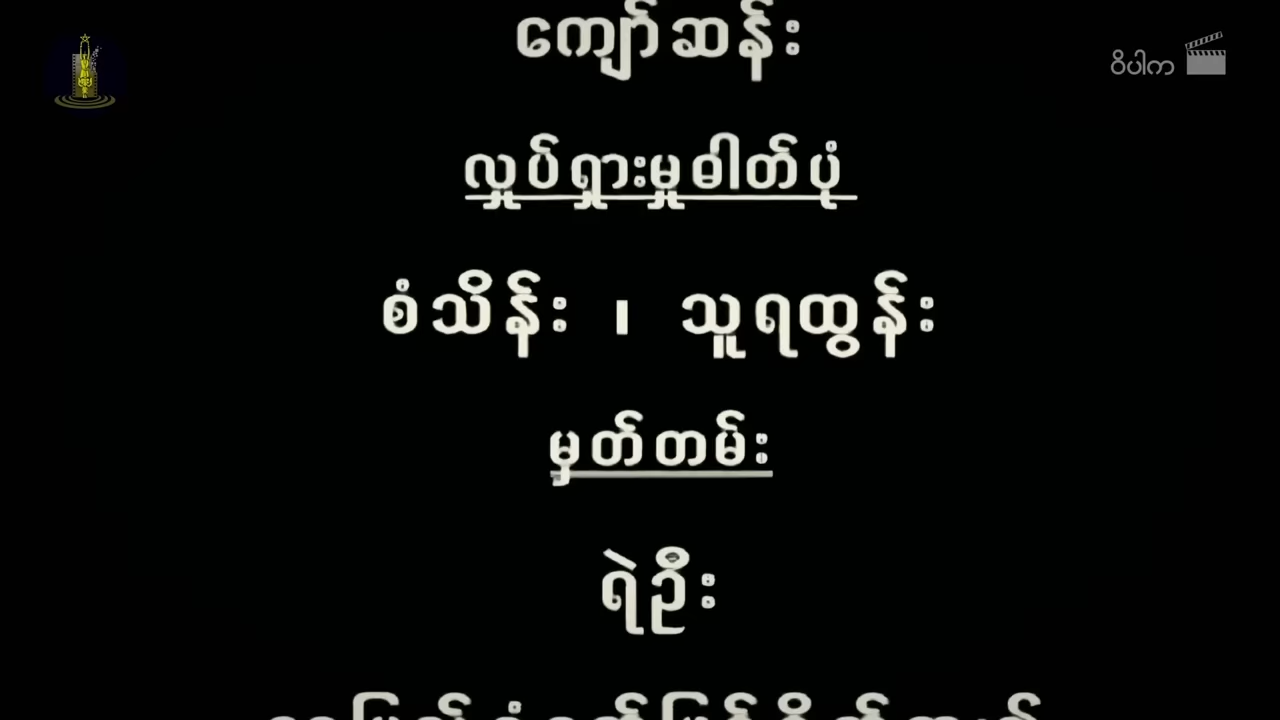 ကျော်ဆန်း
ဝိပါက
လှုပ်ရှားမှုဓါတ်ပုံ
စံသိန်း ၊ သူရထွန်း
မှတ်တမ်း
ရဲဦး